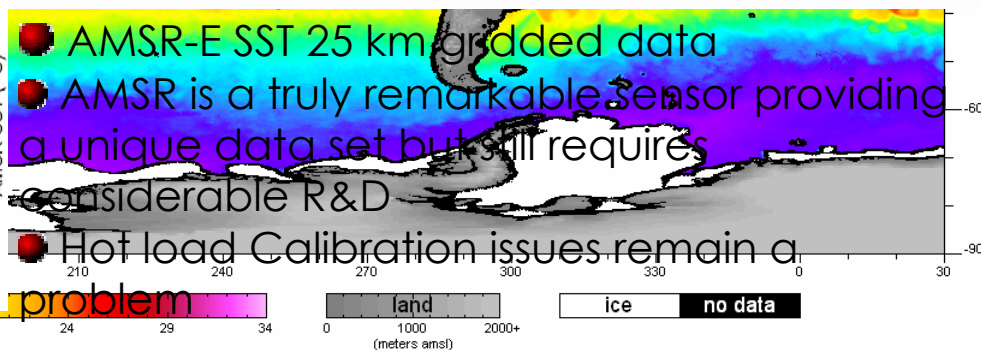 AMSR-E SST 25 km gridded data
AMSR is a truly remarkable sensor providing
a unique data set but still requires
considerable R&D
Hot load Calibration issues remain a
problem
-60
-90
210 240 270 300 330 0 30
24 29 34
land
0 1000 2000+
(meters amsl)
ice
no data